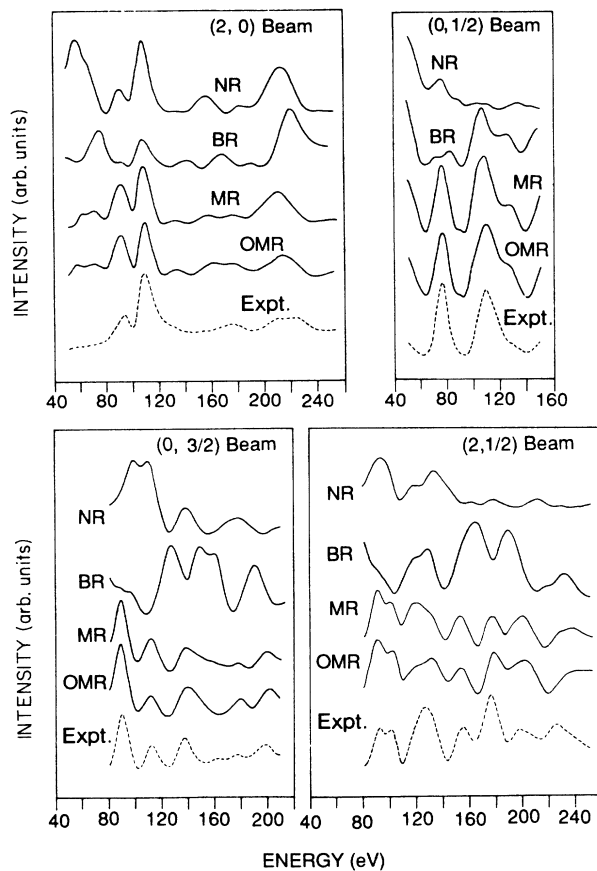 (2, 0) Beam
NR
BR
MR
OMR
Expt.
INTENSITY (arb. units)
40 80 120 160 200 240
(0,1/2) Beam
NR
BR
MR
OMR
Expt.
40 80 120 160
(0, 3/2) Beam
NR
BR
MR
OMR
Expt.
INTENSITY (arb. units)
40 80 120 160 200
(2,1/2) Beam
NR
BR
MR
OMR
Expt.
40 80 120 160 200 240
ENERGY (eV)